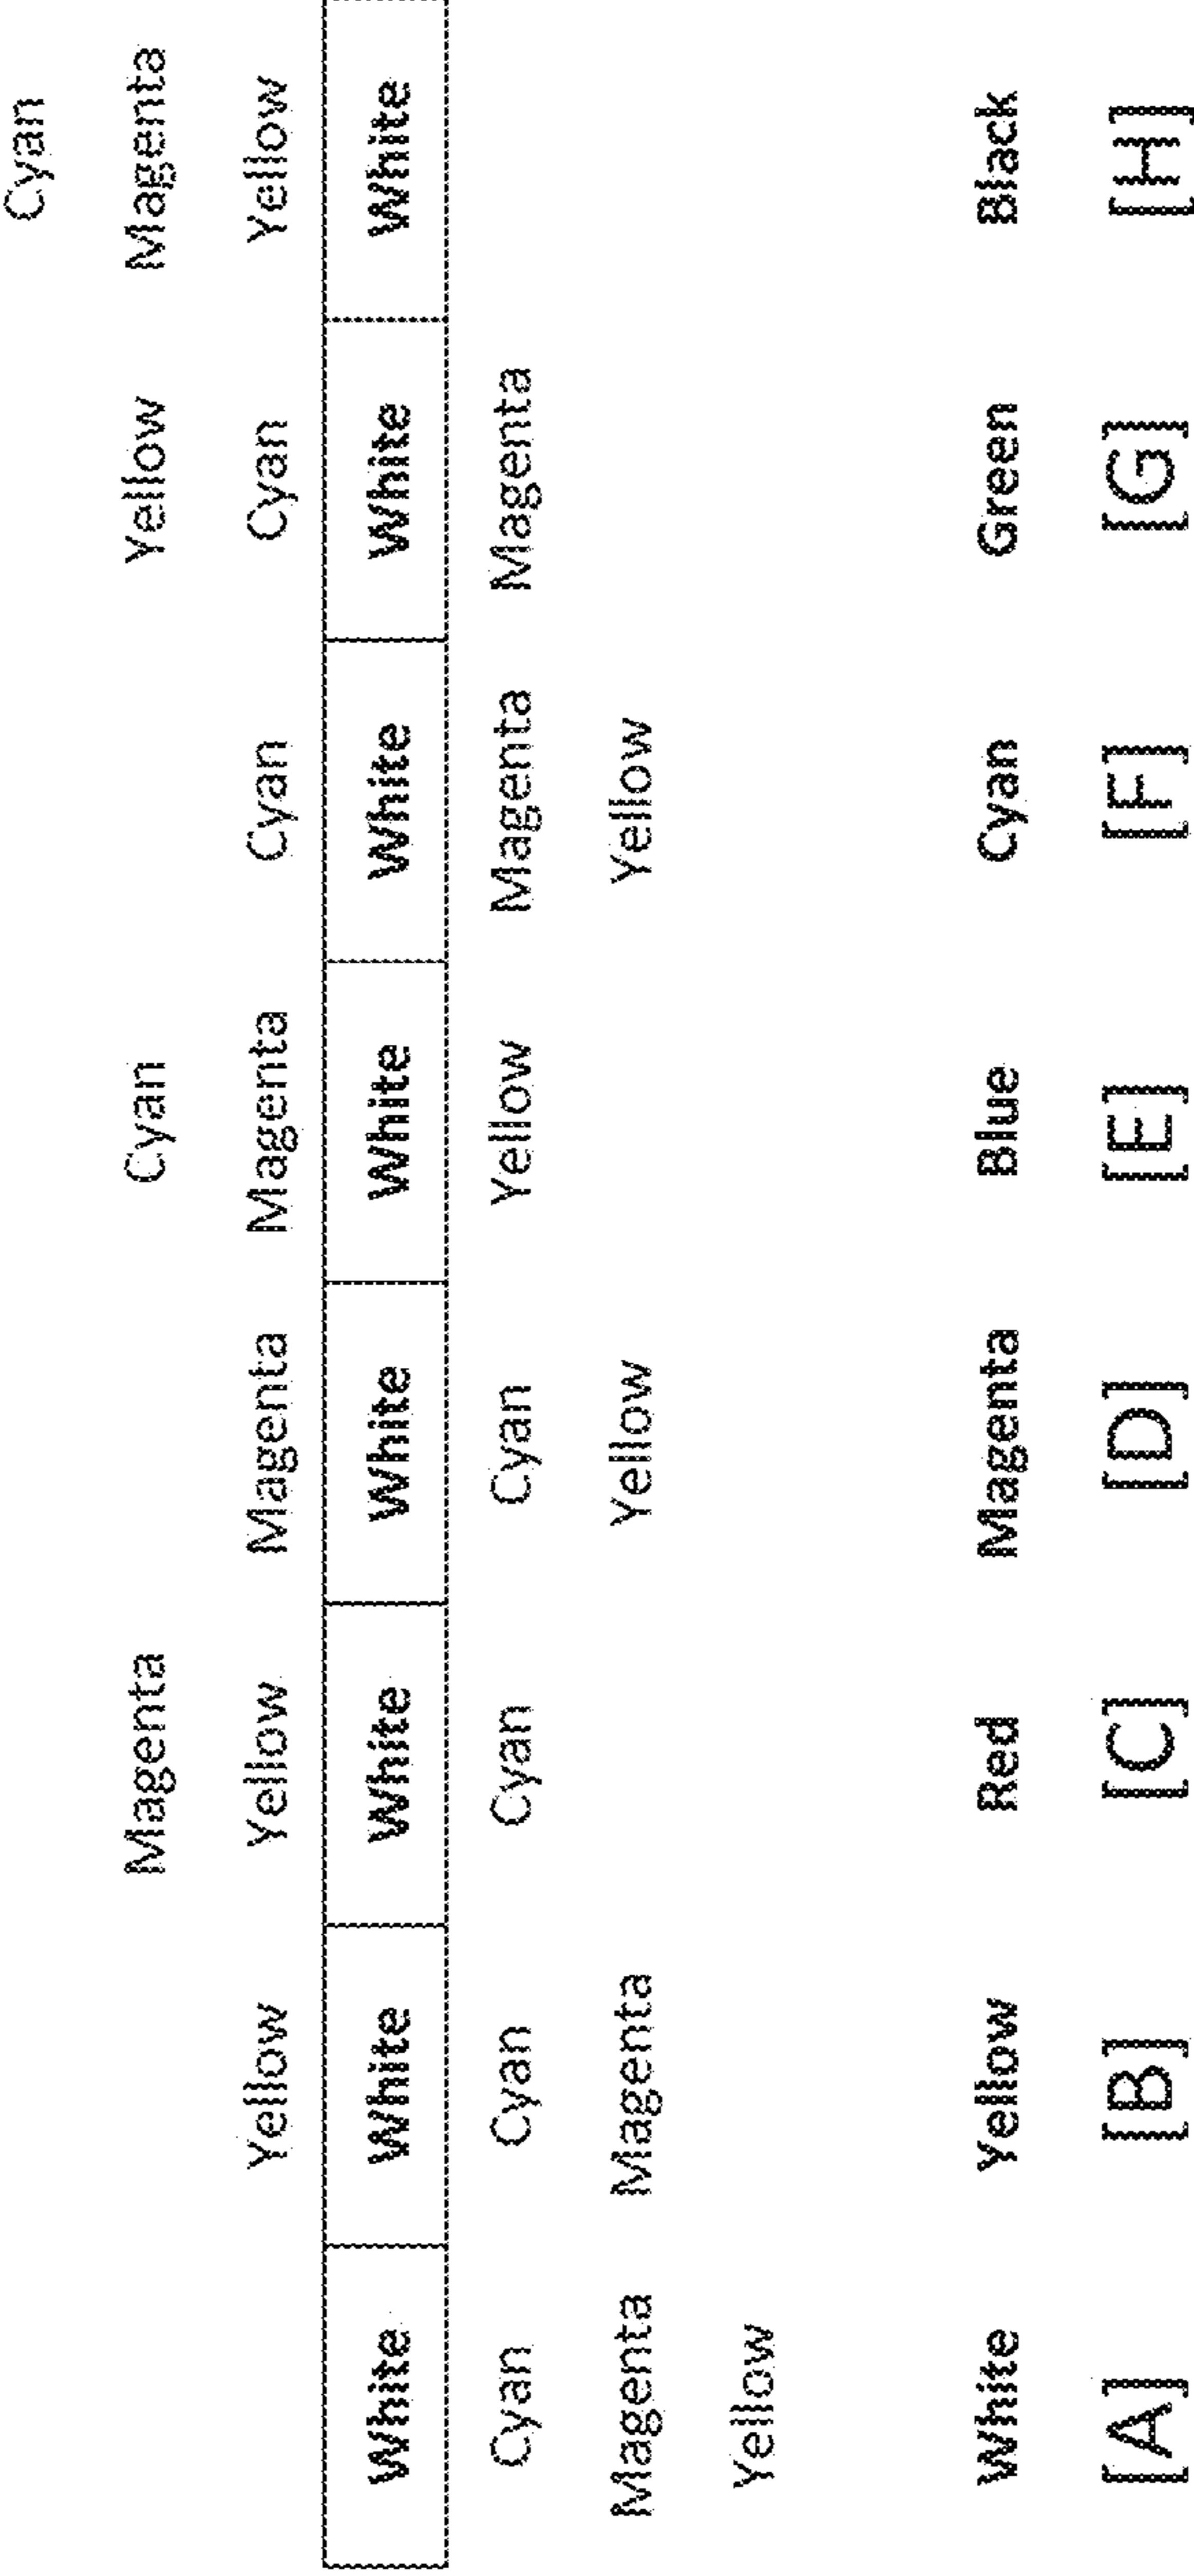 Cyan
Magenta Cyan Yellow Magenta
Yellow Yellow Magenta Magenta Cyan Cyan Yellow
White White White White White White White White
Cyan Cyan Cyan Cyan Yellow Magenta Magenta
Magenta Magenta Yellow Yellow
Yellow
White Yellow Red Magenta Blue Cyan Green Black
[A] [B] [C] [D] [E] [F] [G] [H]